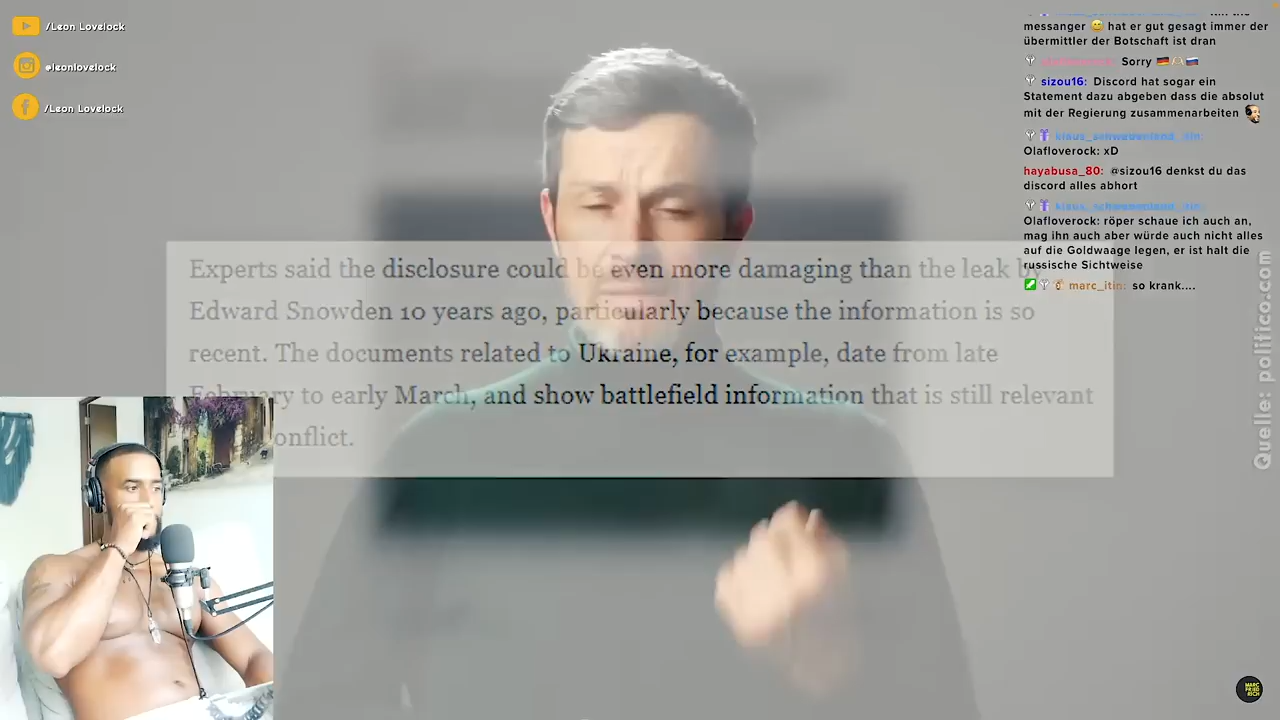 /Leon Lovelock
@leonlovelock
/Leon Lovelock
messanger 😅 hat er gut gesagt immer der
übermittler der Botschaft ist dran
Sorry 🇩🇪🫶🏻🇷🇺
sizou16: Discord hat sogar ein
Statement dazu abgeben dass die absolut
mit der Regierung zusammenarbeiten
Olafloverock: xD
hayabusa_80: @sizou16 denkst du das
discord alles abhort
Olafloverock: röper schaue ich auch an,
mag ihn auch aber würde auch nicht alles
auf die Goldwaage legen, er ist halt die
russische Sichtweise
marc_itin: so krank....
Experts said the disclosure could be even more damaging than the leak by
Edward Snowden 10 years ago, particularly because the information is so
recent. The documents related to Ukraine, for example, date from late
February to early March, and show battlefield information that is still relevant
onflict.
Quelle: politico.com
MARC
FRIED
RICH